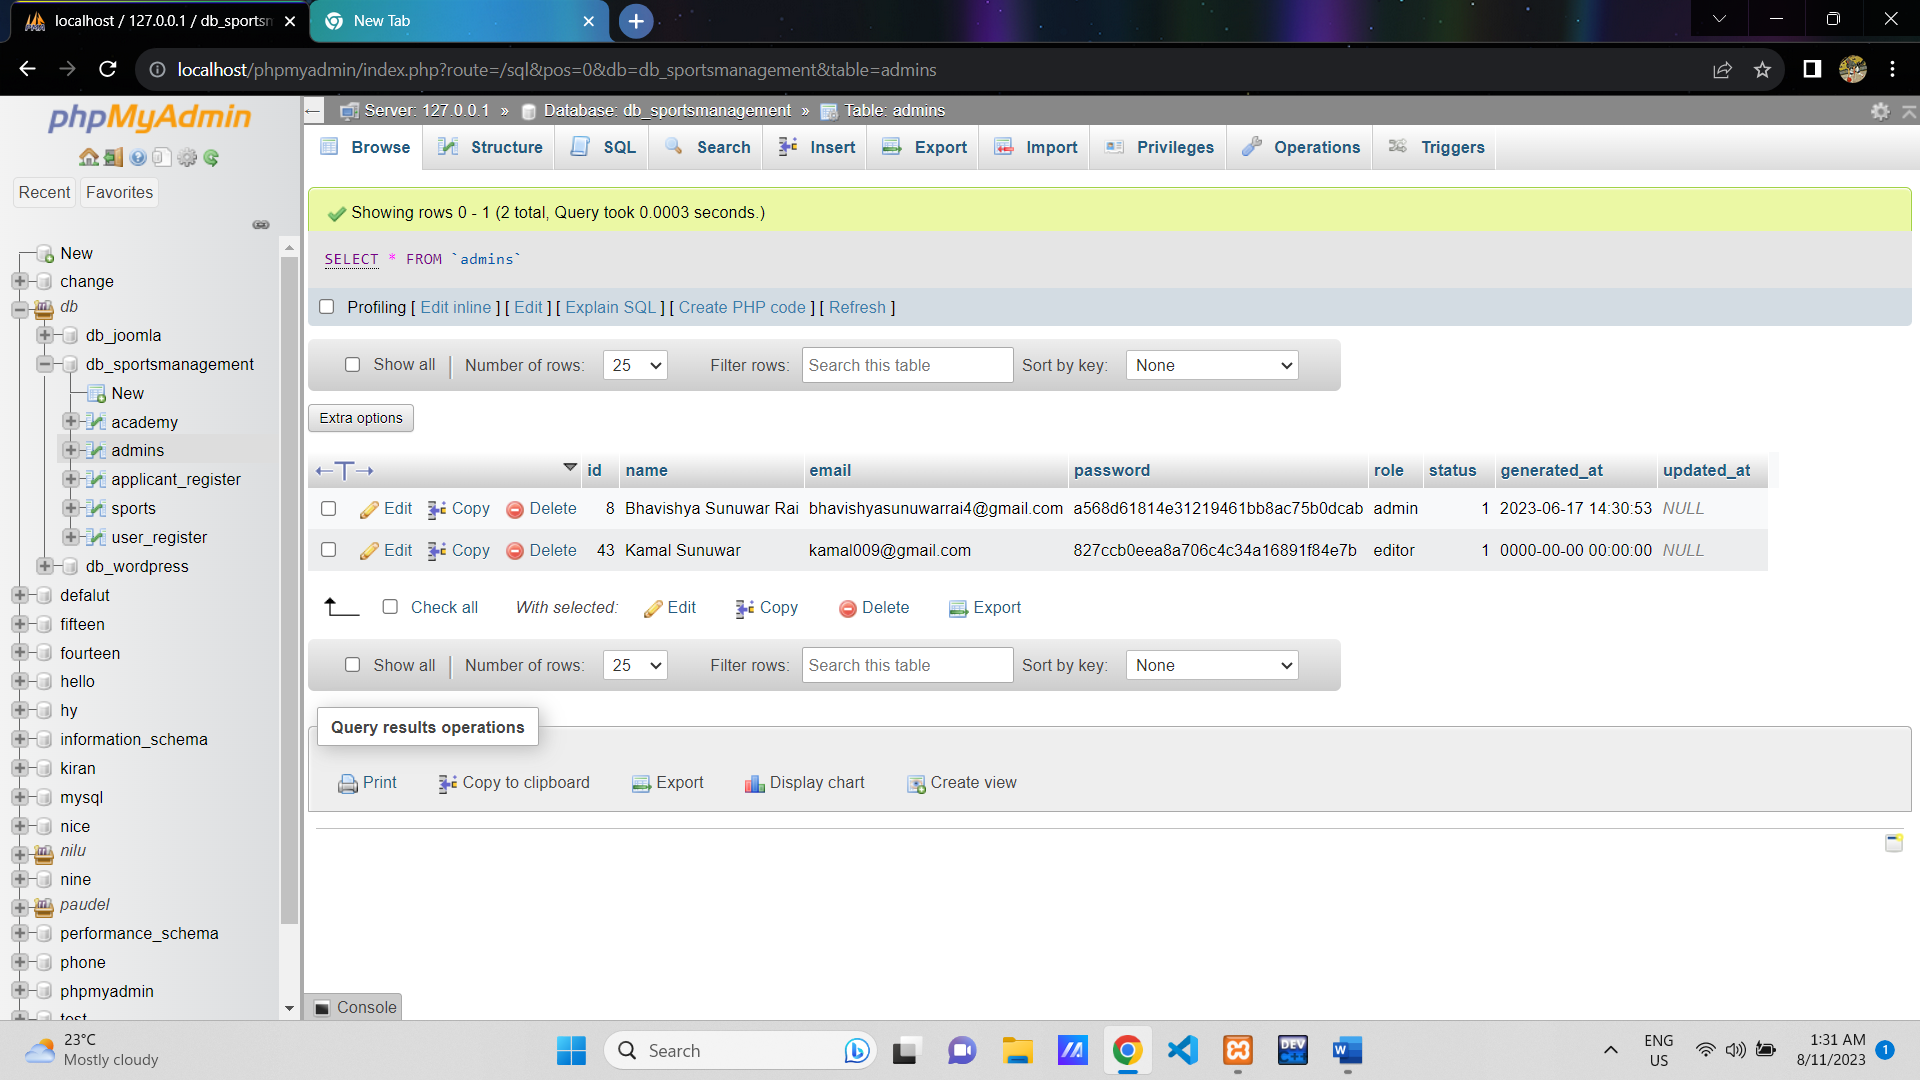 localhost / 127.0.0.1 / db_sportsm
New Tab
localhost/phpmyadmin/index.php?route=/sql&pos=0&db=db_sportsmanagement&table=admins
phpMyAdmin
Recent
Favorites
New
change
db
db_joomla
db_sportsmanagement
New
academy
admins
applicant_register
sports
user_register
db_wordpress
defalut
fifteen
fourteen
hello
hy
information_schema
kiran
mysql
nice
nilu
nine
paudel
performance_schema
phone
phpmyadmin
test
Server: 127.0.0.1 » Database: db_sportsmanagement » Table: admins
Browse Structure SQL Search Insert Export Import Privileges Operations Triggers
Showing rows 0 - 1 (2 total, Query took 0.0003 seconds.)
SELECT * FROM `admins`
Profiling [ Edit inline ] [ Edit ] [ Explain SQL ] [ Create PHP code ] [ Refresh ]
Show all Number of rows: 25 Filter rows: Search this table Sort by key: None
Extra options
←T→ id name email password role status generated_at updated_at
Edit Copy Delete 8 Bhavishya Sunuwar Rai bhavishyasunuwarrai4@gmail.com a568d61814e31219461bb8ac75b0dcab admin 1 2023-06-17 14:30:53 NULL
Edit Copy Delete 43 Kamal Sunuwar kamal009@gmail.com 827ccb0eea8a706c4c34a16891f84e7b editor 1 0000-00-00 00:00:00 NULL
Check all With selected: Edit Copy Delete Export
Show all Number of rows: 25 Filter rows: Search this table Sort by key: None
Query results operations
Print Copy to clipboard Export Display chart Create view
Console
23°C
Mostly cloudy
Search
DEV
C++
ENG
US
1:31 AM
8/11/2023
1